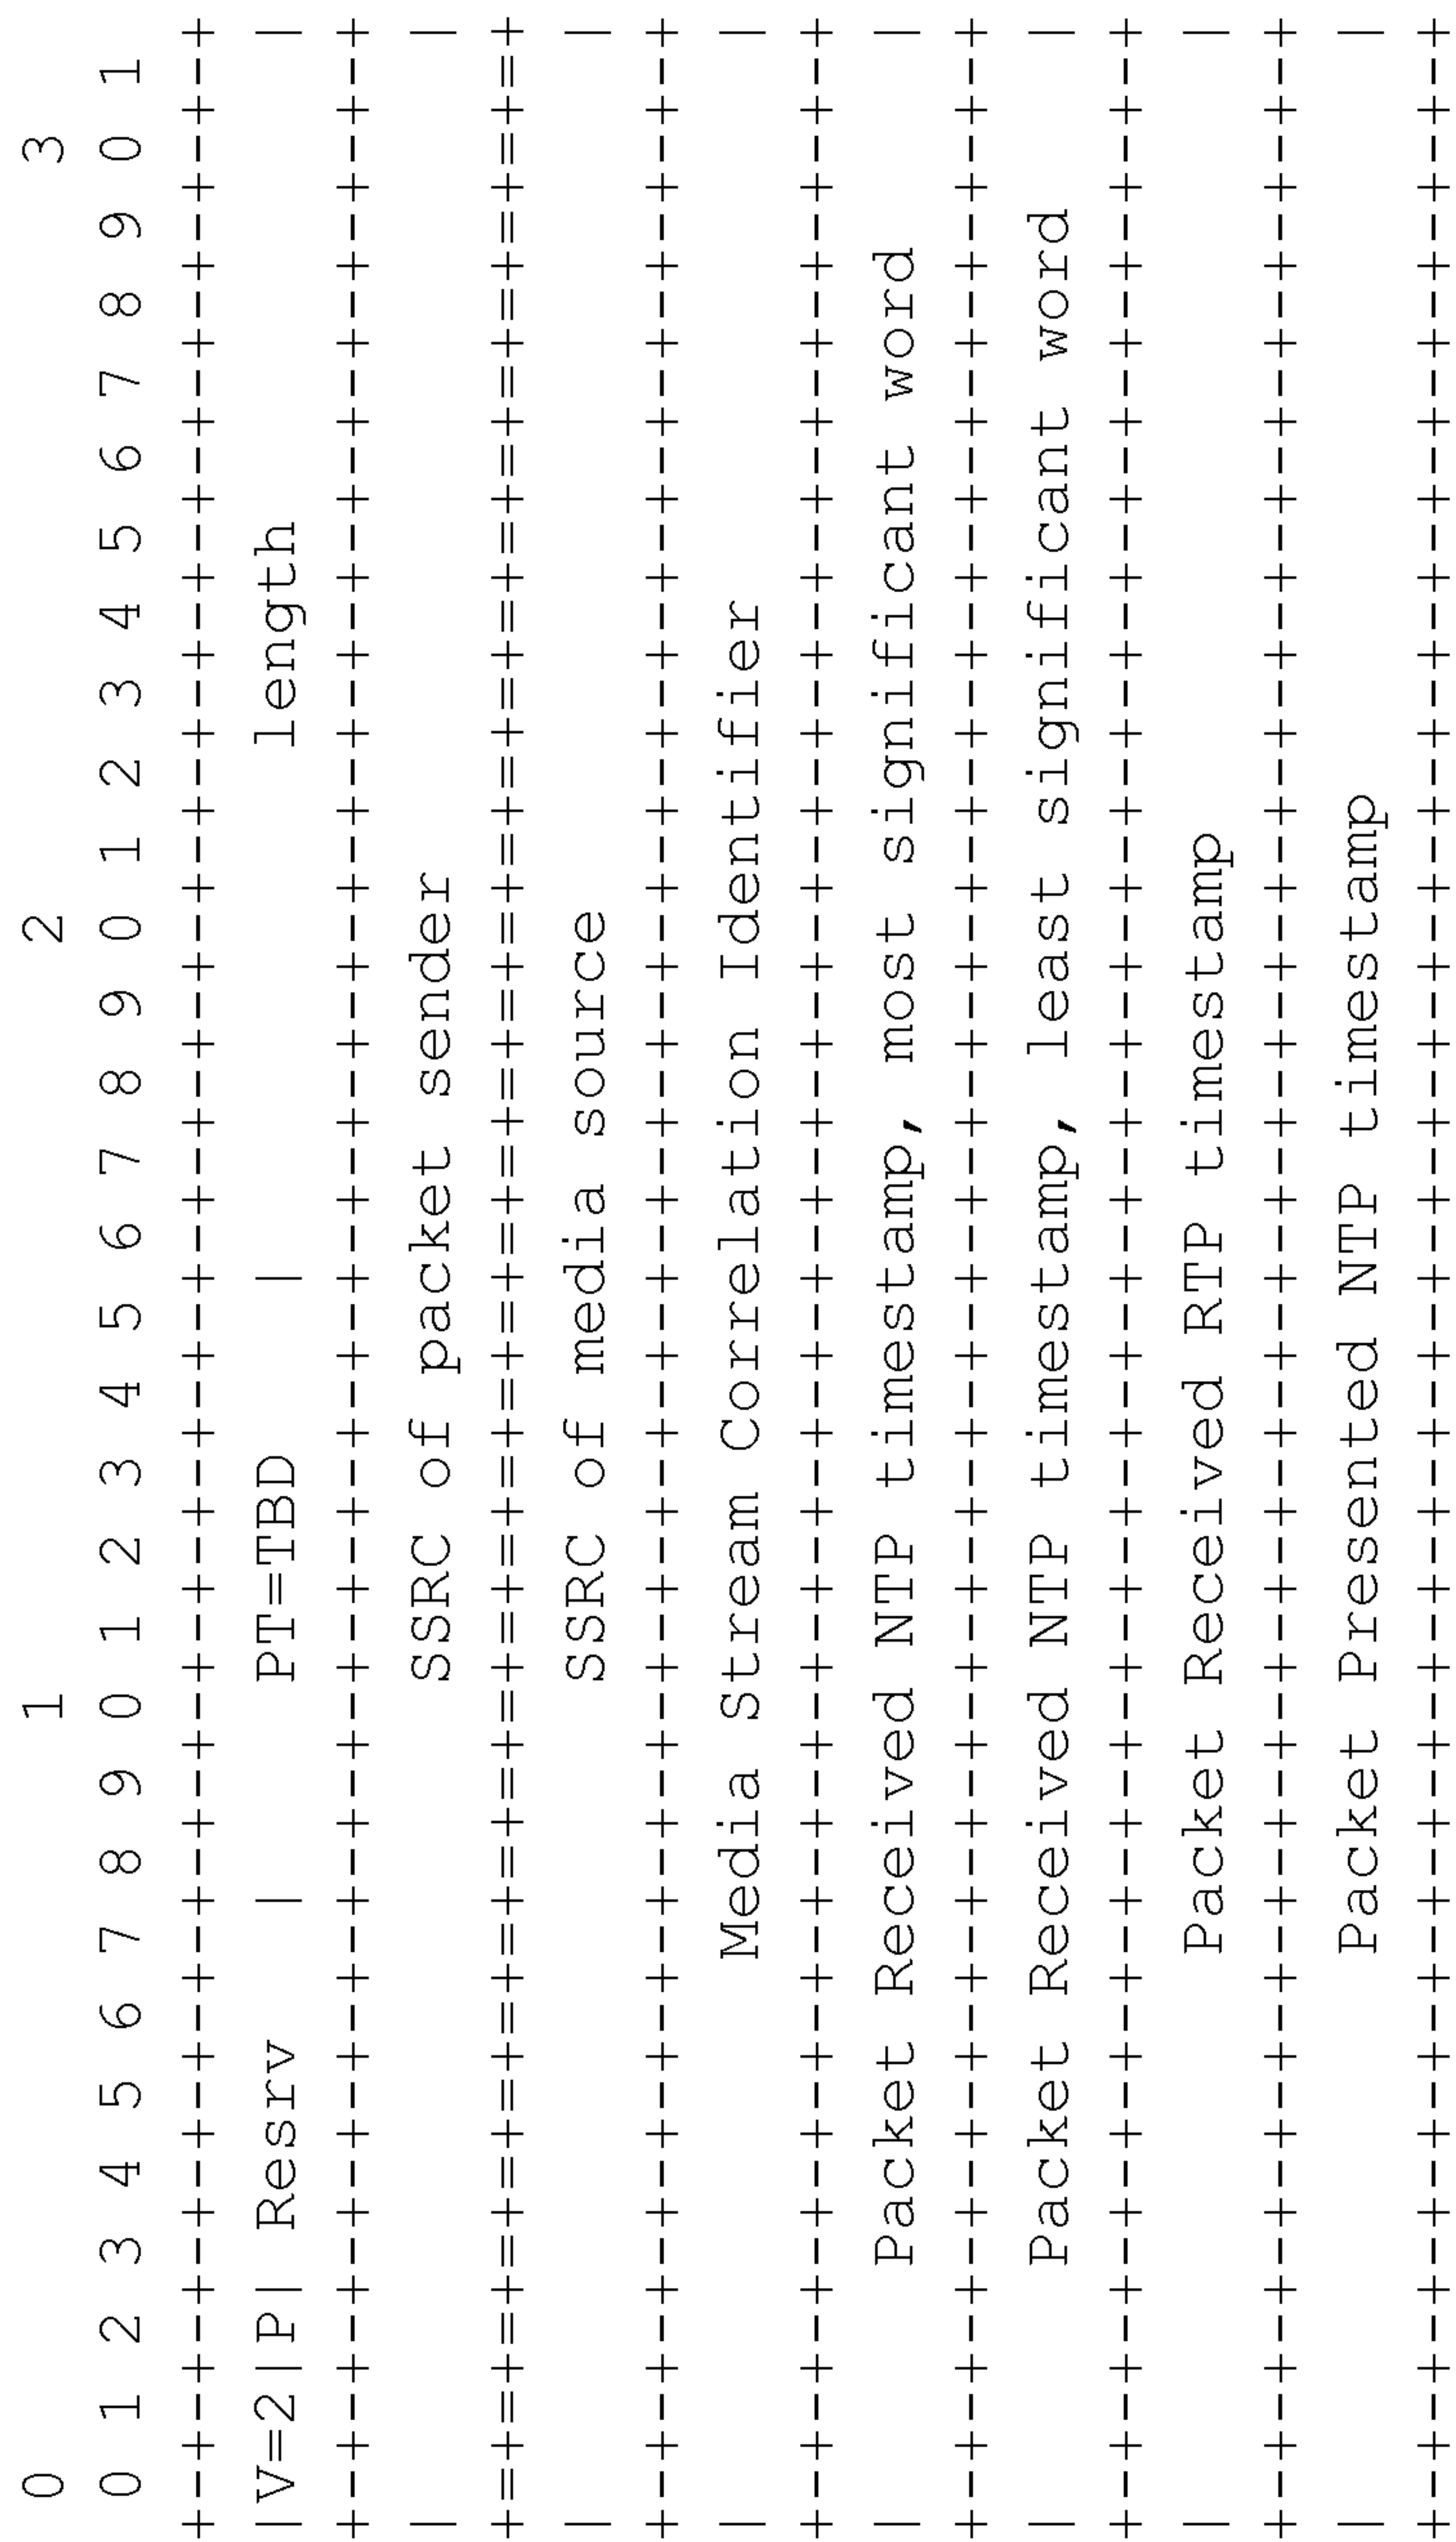 0                   1                   2                   3
 0 1 2 3 4 5 6 7 8 9 0 1 2 3 4 5 6 7 8 9 0 1 2 3 4 5 6 7 8 9 0 1
+-+-+-+-+-+-+-+-+-+-+-+-+-+-+-+-+-+-+-+-+-+-+-+-+-+-+-+-+-+-+-+-+
|V=2|P| Resrv   |     PT=TBD    |             length            |
+-+-+-+-+-+-+-+-+-+-+-+-+-+-+-+-+-+-+-+-+-+-+-+-+-+-+-+-+-+-+-+-+
|                     SSRC of packet sender                     |
+=+=+=+=+=+=+=+=+=+=+=+=+=+=+=+=+=+=+=+=+=+=+=+=+=+=+=+=+=+=+=+=+
|                     SSRC of media source                      |
+-+-+-+-+-+-+-+-+-+-+-+-+-+-+-+-+-+-+-+-+-+-+-+-+-+-+-+-+-+-+-+-+
|              Media Stream Correlation Identifier              |
+-+-+-+-+-+-+-+-+-+-+-+-+-+-+-+-+-+-+-+-+-+-+-+-+-+-+-+-+-+-+-+-+
|      Packet Received NTP timestamp, most significant word     |
+-+-+-+-+-+-+-+-+-+-+-+-+-+-+-+-+-+-+-+-+-+-+-+-+-+-+-+-+-+-+-+-+
|      Packet Received NTP timestamp, least significant word    |
+-+-+-+-+-+-+-+-+-+-+-+-+-+-+-+-+-+-+-+-+-+-+-+-+-+-+-+-+-+-+-+-+
|              Packet Received RTP timestamp                    |
+-+-+-+-+-+-+-+-+-+-+-+-+-+-+-+-+-+-+-+-+-+-+-+-+-+-+-+-+-+-+-+-+
|              Packet Presented NTP timestamp                   |
+-+-+-+-+-+-+-+-+-+-+-+-+-+-+-+-+-+-+-+-+-+-+-+-+-+-+-+-+-+-+-+-+